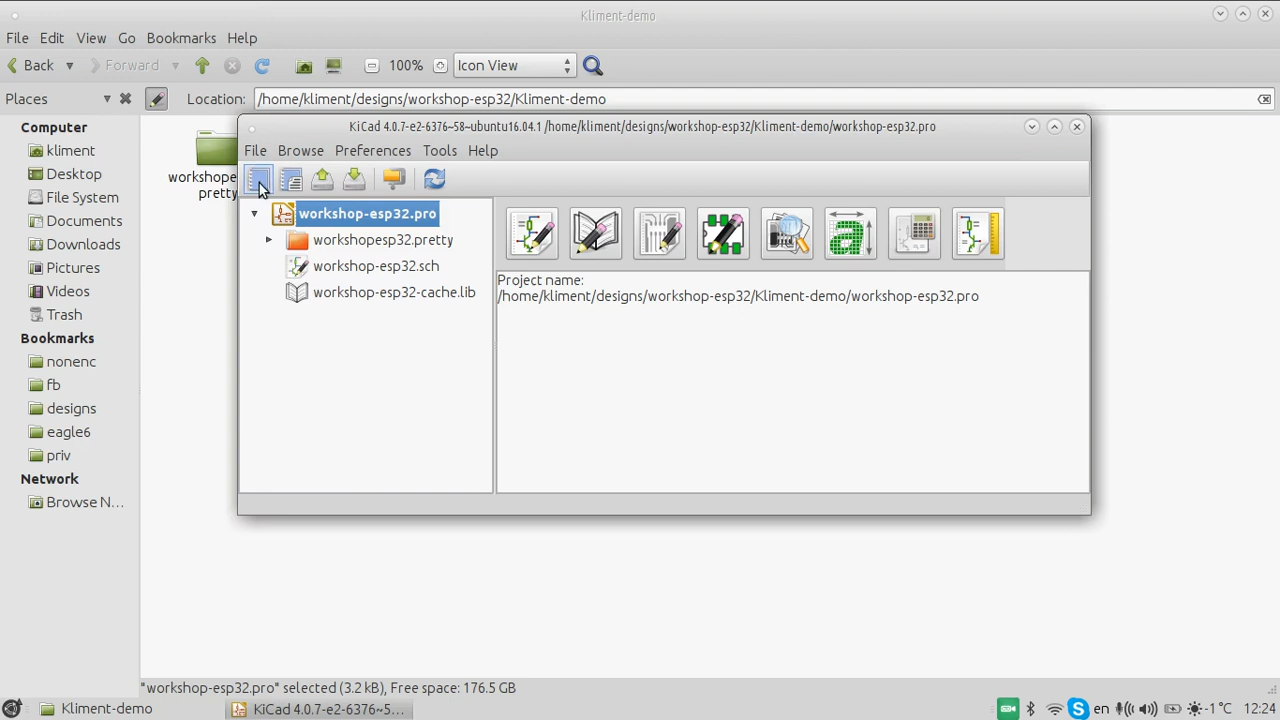 Kliment-demo
File Edit View Go Bookmarks Help
Back Forward 100% Icon View
Places Location: /home/kliment/designs/workshop-esp32/Kliment-demo
Computer
kliment
Desktop
File System
Documents
Downloads
Pictures
Videos
Trash
Bookmarks
nonenc
fb
designs
eagle6
priv
Network
Browse N...
workshope
pretty
KiCad 4.0.7-e2-6376~58~ubuntu16.04.1 /home/kliment/designs/workshop-esp32/Kliment-demo/workshop-esp32.pro
File Browse Preferences Tools Help
workshop-esp32.pro
workshopesp32.pretty
workshop-esp32.sch
workshop-esp32-cache.lib
Project name:
/home/kliment/designs/workshop-esp32/Kliment-demo/workshop-esp32.pro
"workshop-esp32.pro" selected (3.2 kB), Free space: 176.5 GB
Kliment-demo KiCad 4.0.7-e2-6376~5... en -1 °C 12:24